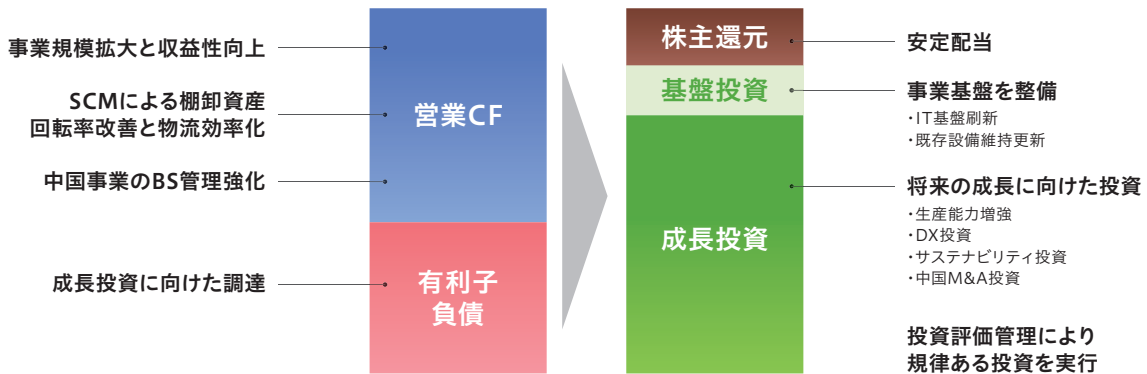 事業規模拡大と収益性向上
SCMによる棚卸資産
回転率改善と物流効率化
中国事業のBS管理強化
成長投資に向けた調達
営業CF
有利子
負債
株主還元
基盤投資
成長投資
安定配当
事業基盤を整備
・IT基盤刷新
・既存設備維持更新
将来の成長に向けた投資
・生産能力増強
・DX投資
・サステナビリティ投資
・中国M&A投資
投資評価管理により
規律ある投資を実行